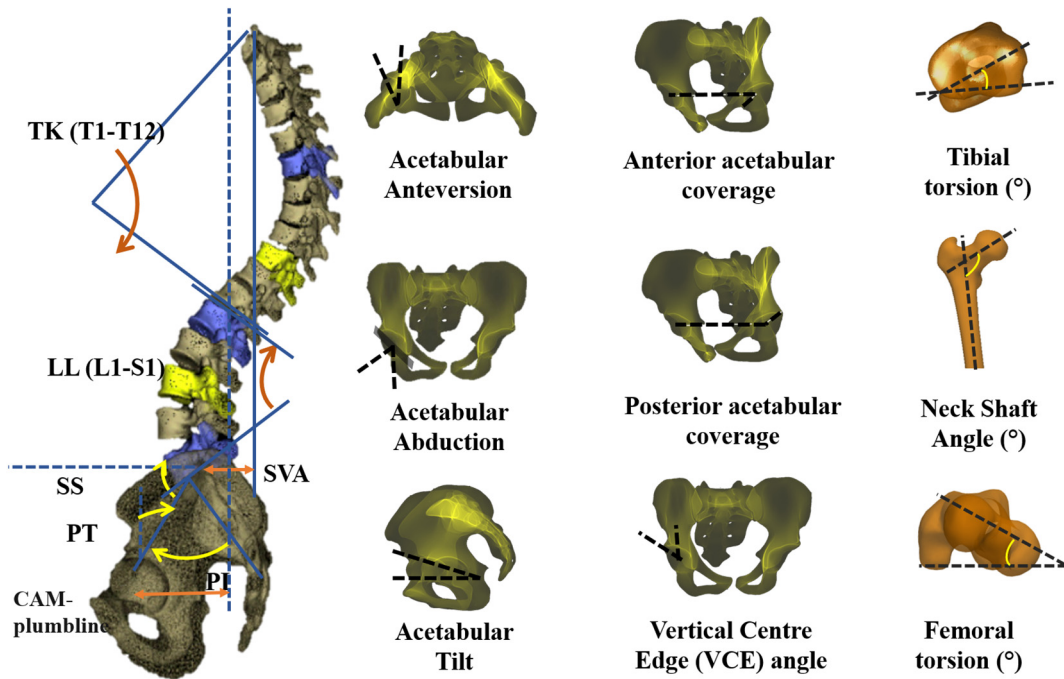 TK (T1-T12)
LL (L1-S1)
SVA
SS
PT
PI
CAM-
plumbline
Acetabular
Anteversion
Anterior acetabular
coverage
Tibial
torsion (°)
Acetabular
Abduction
Posterior acetabular
coverage
Neck Shaft
Angle (°)
Acetabular
Tilt
Vertical Centre
Edge (VCE) angle
Femoral
torsion (°)